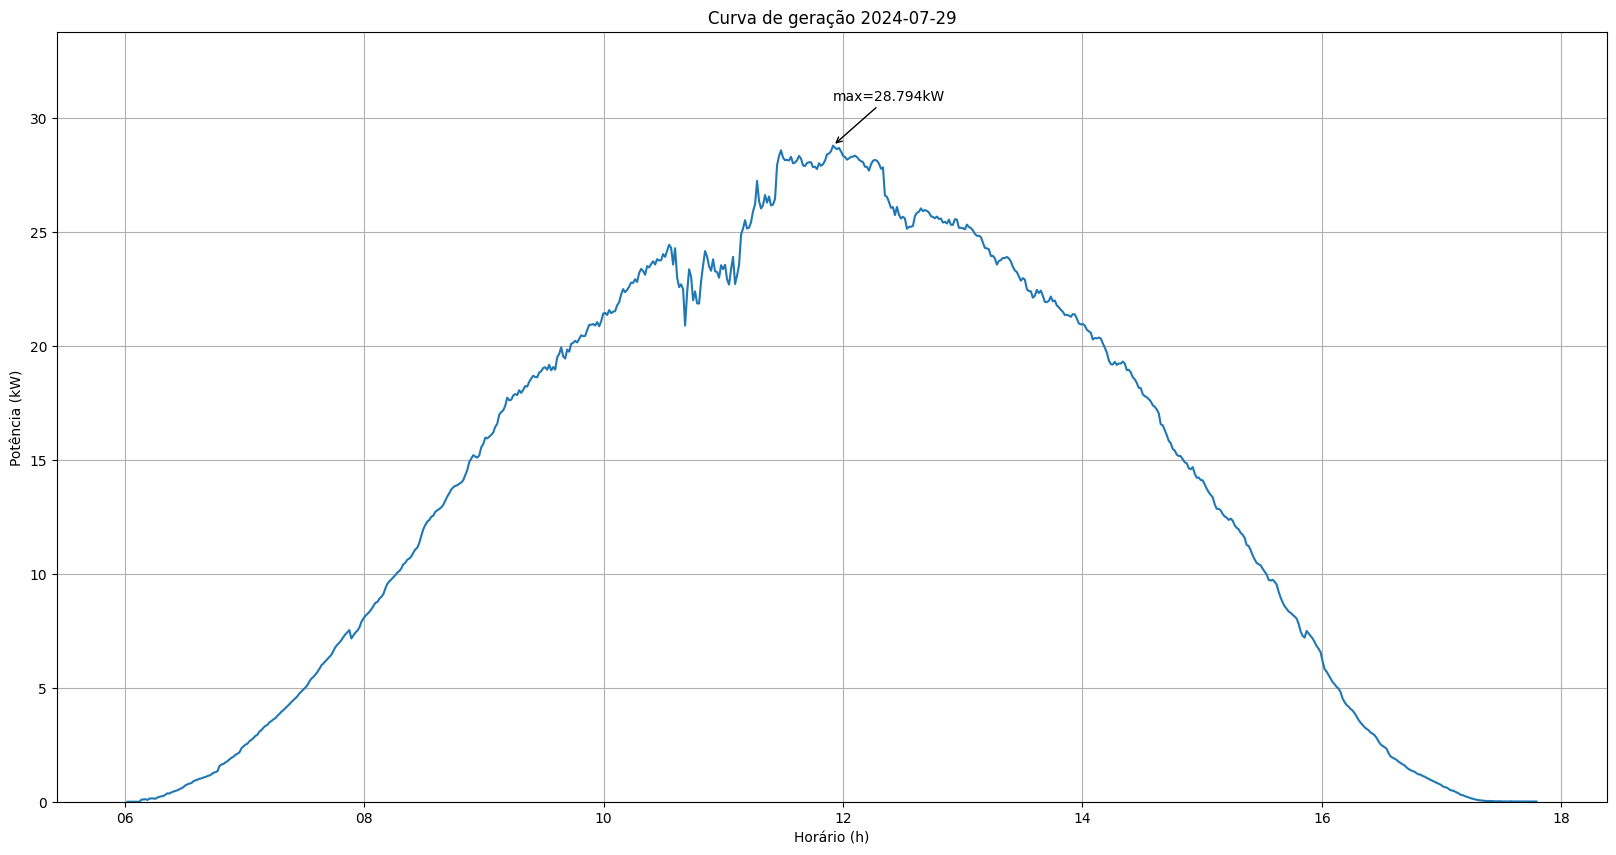 Curva de geração 2024-07-29
max=28.794kW
Potência (kW)
30
25
20
15
10
5
0
06 08 10 12 14 16 18
Horário (h)